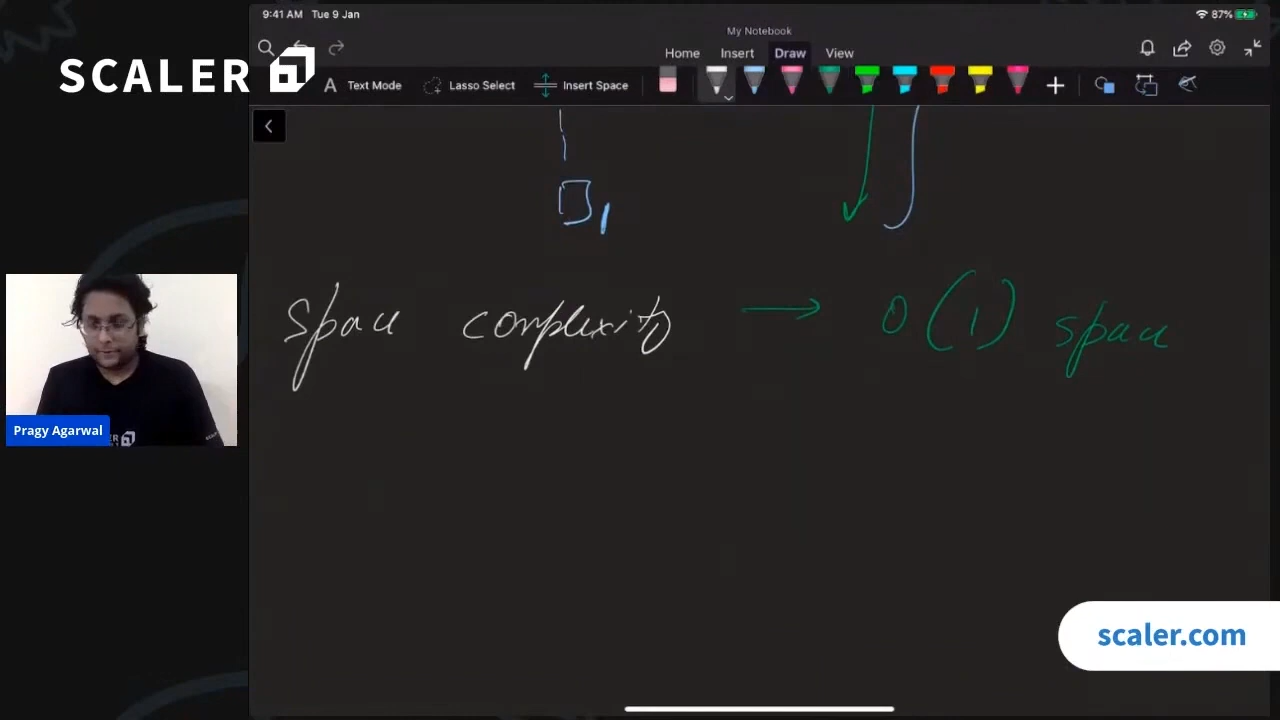 9:41 AM Tue 9 Jan
87%
SCALER
My Notebook
Home Insert Draw View
Text Mode Lasso Select Insert Space
1
space complexity → O(1) space
Pragy Agarwal
scaler.com